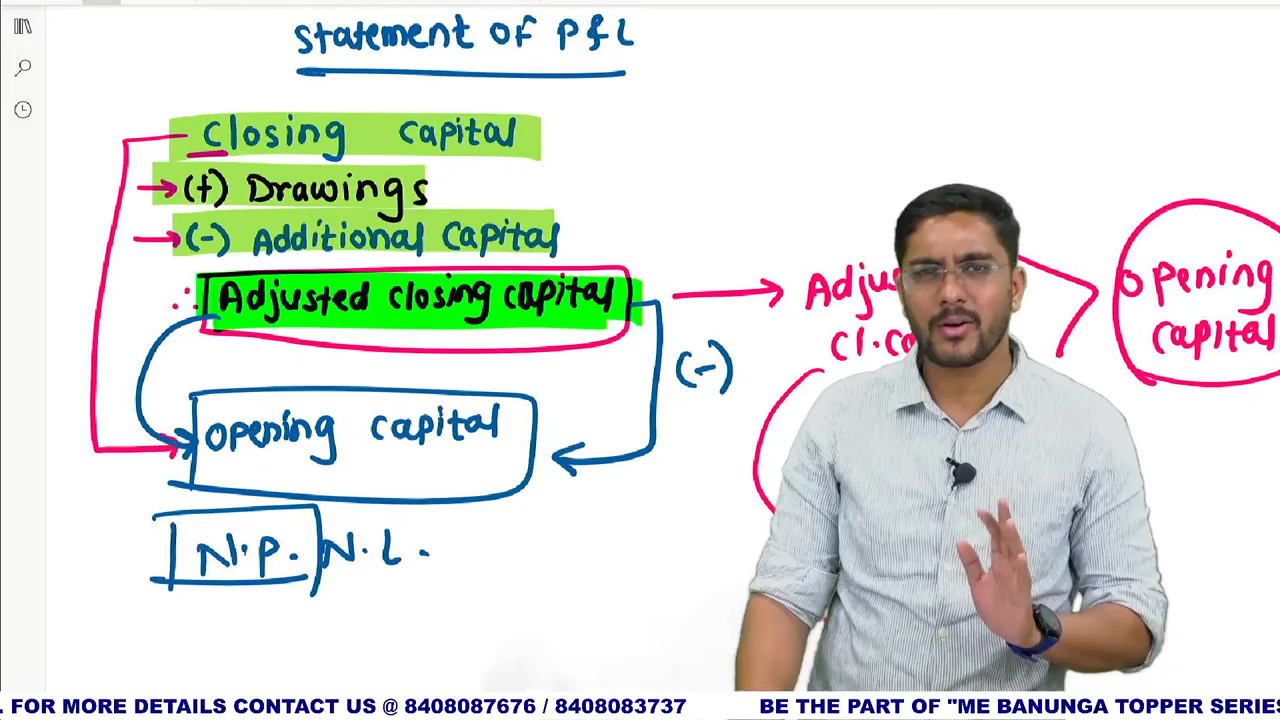 statement of P & L
Closing Capital
(+) Drawings
(-) Additional Capital
∴ Adjusted closing capital
(-)
opening capital
N.P. N.L.
Opening
capital
. FOR MORE DETAILS CONTACT US @ 8408087676 / 8408083737 BE THE PART OF "ME BANUNGA TOPPER SERIES